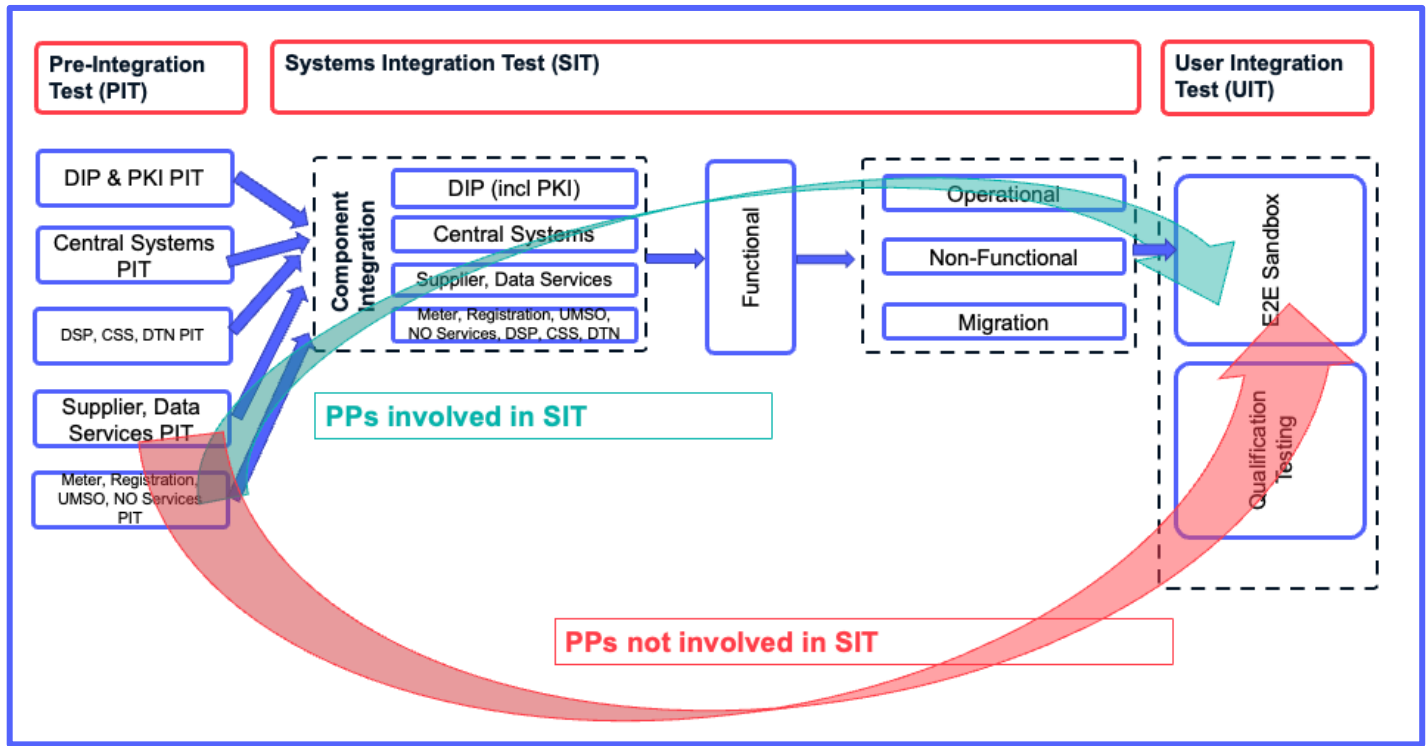 Pre-Integration
Test (PIT)
Systems Integration Test (SIT)
User Integration
Test (UIT)
DIP & PKI PIT
Central Systems
PIT
DSP, CSS, DTN PIT
Supplier, Data
Services PIT
Meter, Registration,
UMSO, NO Services
PIT
Component
Integration
DIP (incl PKI)
Central Systems
Supplier, Data Services
Meter, Registration, UMSO,
NO Services, DSP, CSS, DTN
Functional
Operational
Non-Functional
Migration
E2E Sandbox
Qualification
Testing
PPs involved in SIT
PPs not involved in SIT